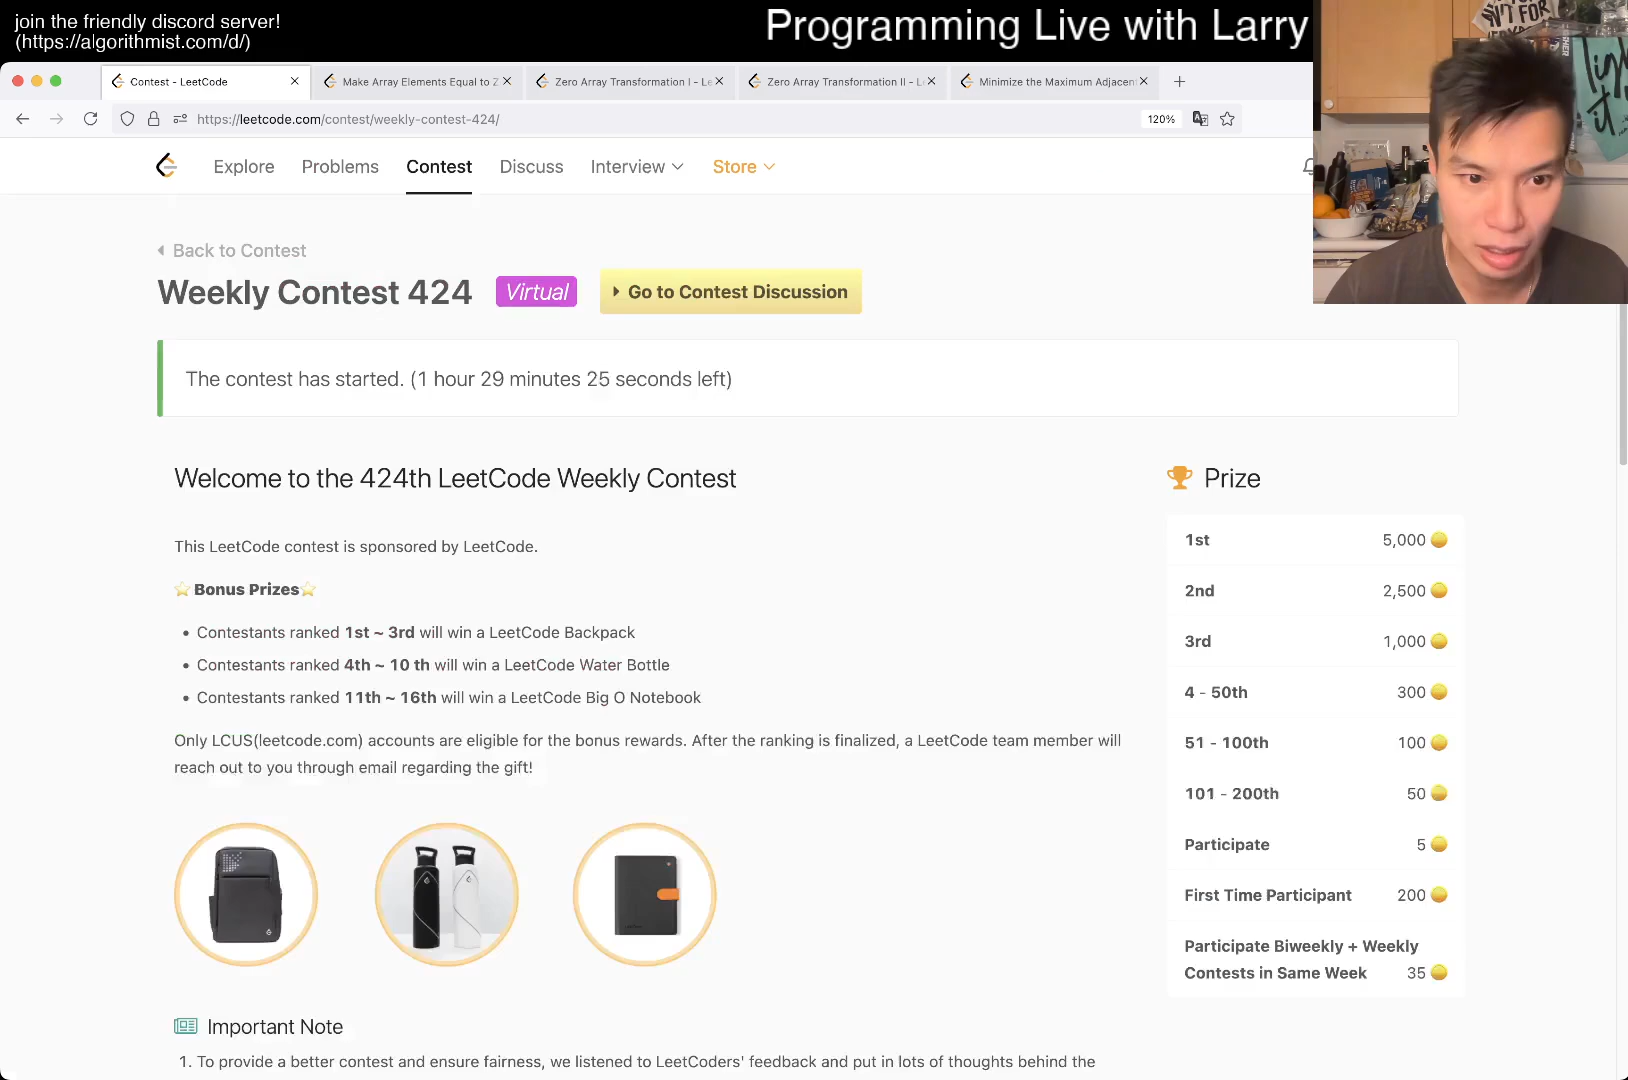 join the friendly discord server!
(https://algorithmist.com/d/)
Programming Live with Larry
Contest - LeetCode
Make Array Elements Equal to Z
Zero Array Transformation I - Le
Zero Array Transformation II - L
Minimize the Maximum Adjacen
https://leetcode.com/contest/weekly-contest-424/
120%
Explore
Problems
Contest
Discuss
Interview
Store
Back to Contest
Weekly Contest 424
Virtual
Go to Contest Discussion
The contest has started. (1 hour 29 minutes 25 seconds left)
Welcome to the 424th LeetCode Weekly Contest
This LeetCode contest is sponsored by LeetCode.
Bonus Prizes
Contestants ranked 1st ~ 3rd will win a LeetCode Backpack
Contestants ranked 4th ~ 10 th will win a LeetCode Water Bottle
Contestants ranked 11th ~ 16th will win a LeetCode Big O Notebook
Only LCUS(leetcode.com) accounts are eligible for the bonus rewards. After the ranking is finalized, a LeetCode team member will
reach out to you through email regarding the gift!
Prize
1st 5,000
2nd 2,500
3rd 1,000
4 - 50th 300
51 - 100th 100
101 - 200th 50
Participate 5
First Time Participant 200
Participate Biweekly + Weekly
Contests in Same Week 35
Important Note
1. To provide a better contest and ensure fairness, we listened to LeetCoders' feedback and put in lots of thoughts behind the